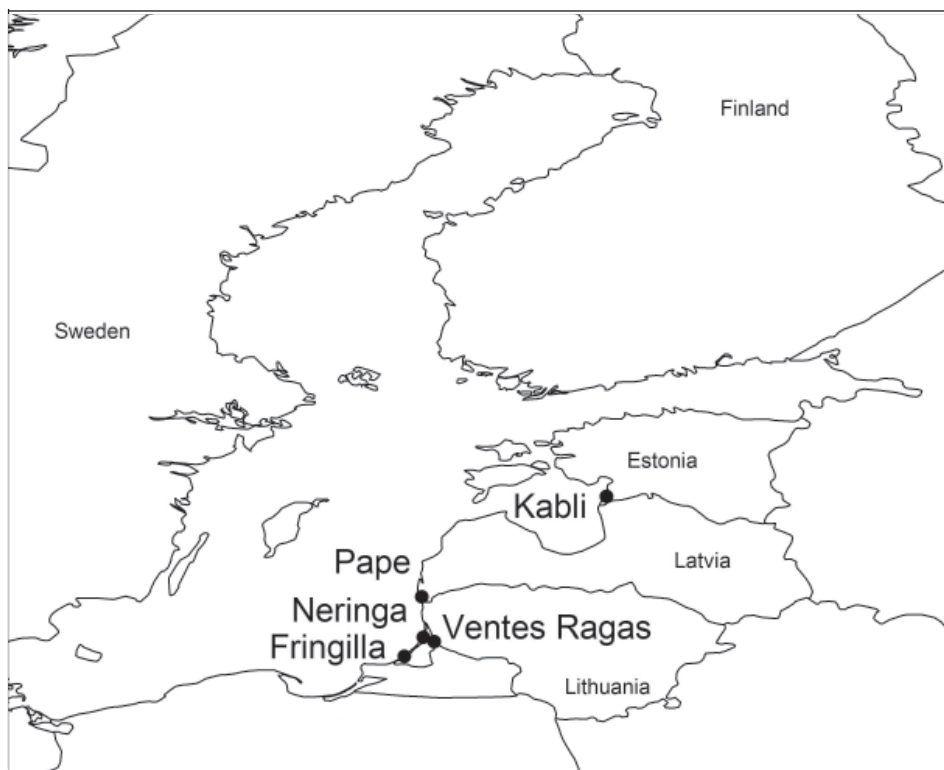 Finland
Sweden
Estonia
Kabli
Pape
Latvia
Neringa
Ventes Ragas
Fringilla
Lithuania